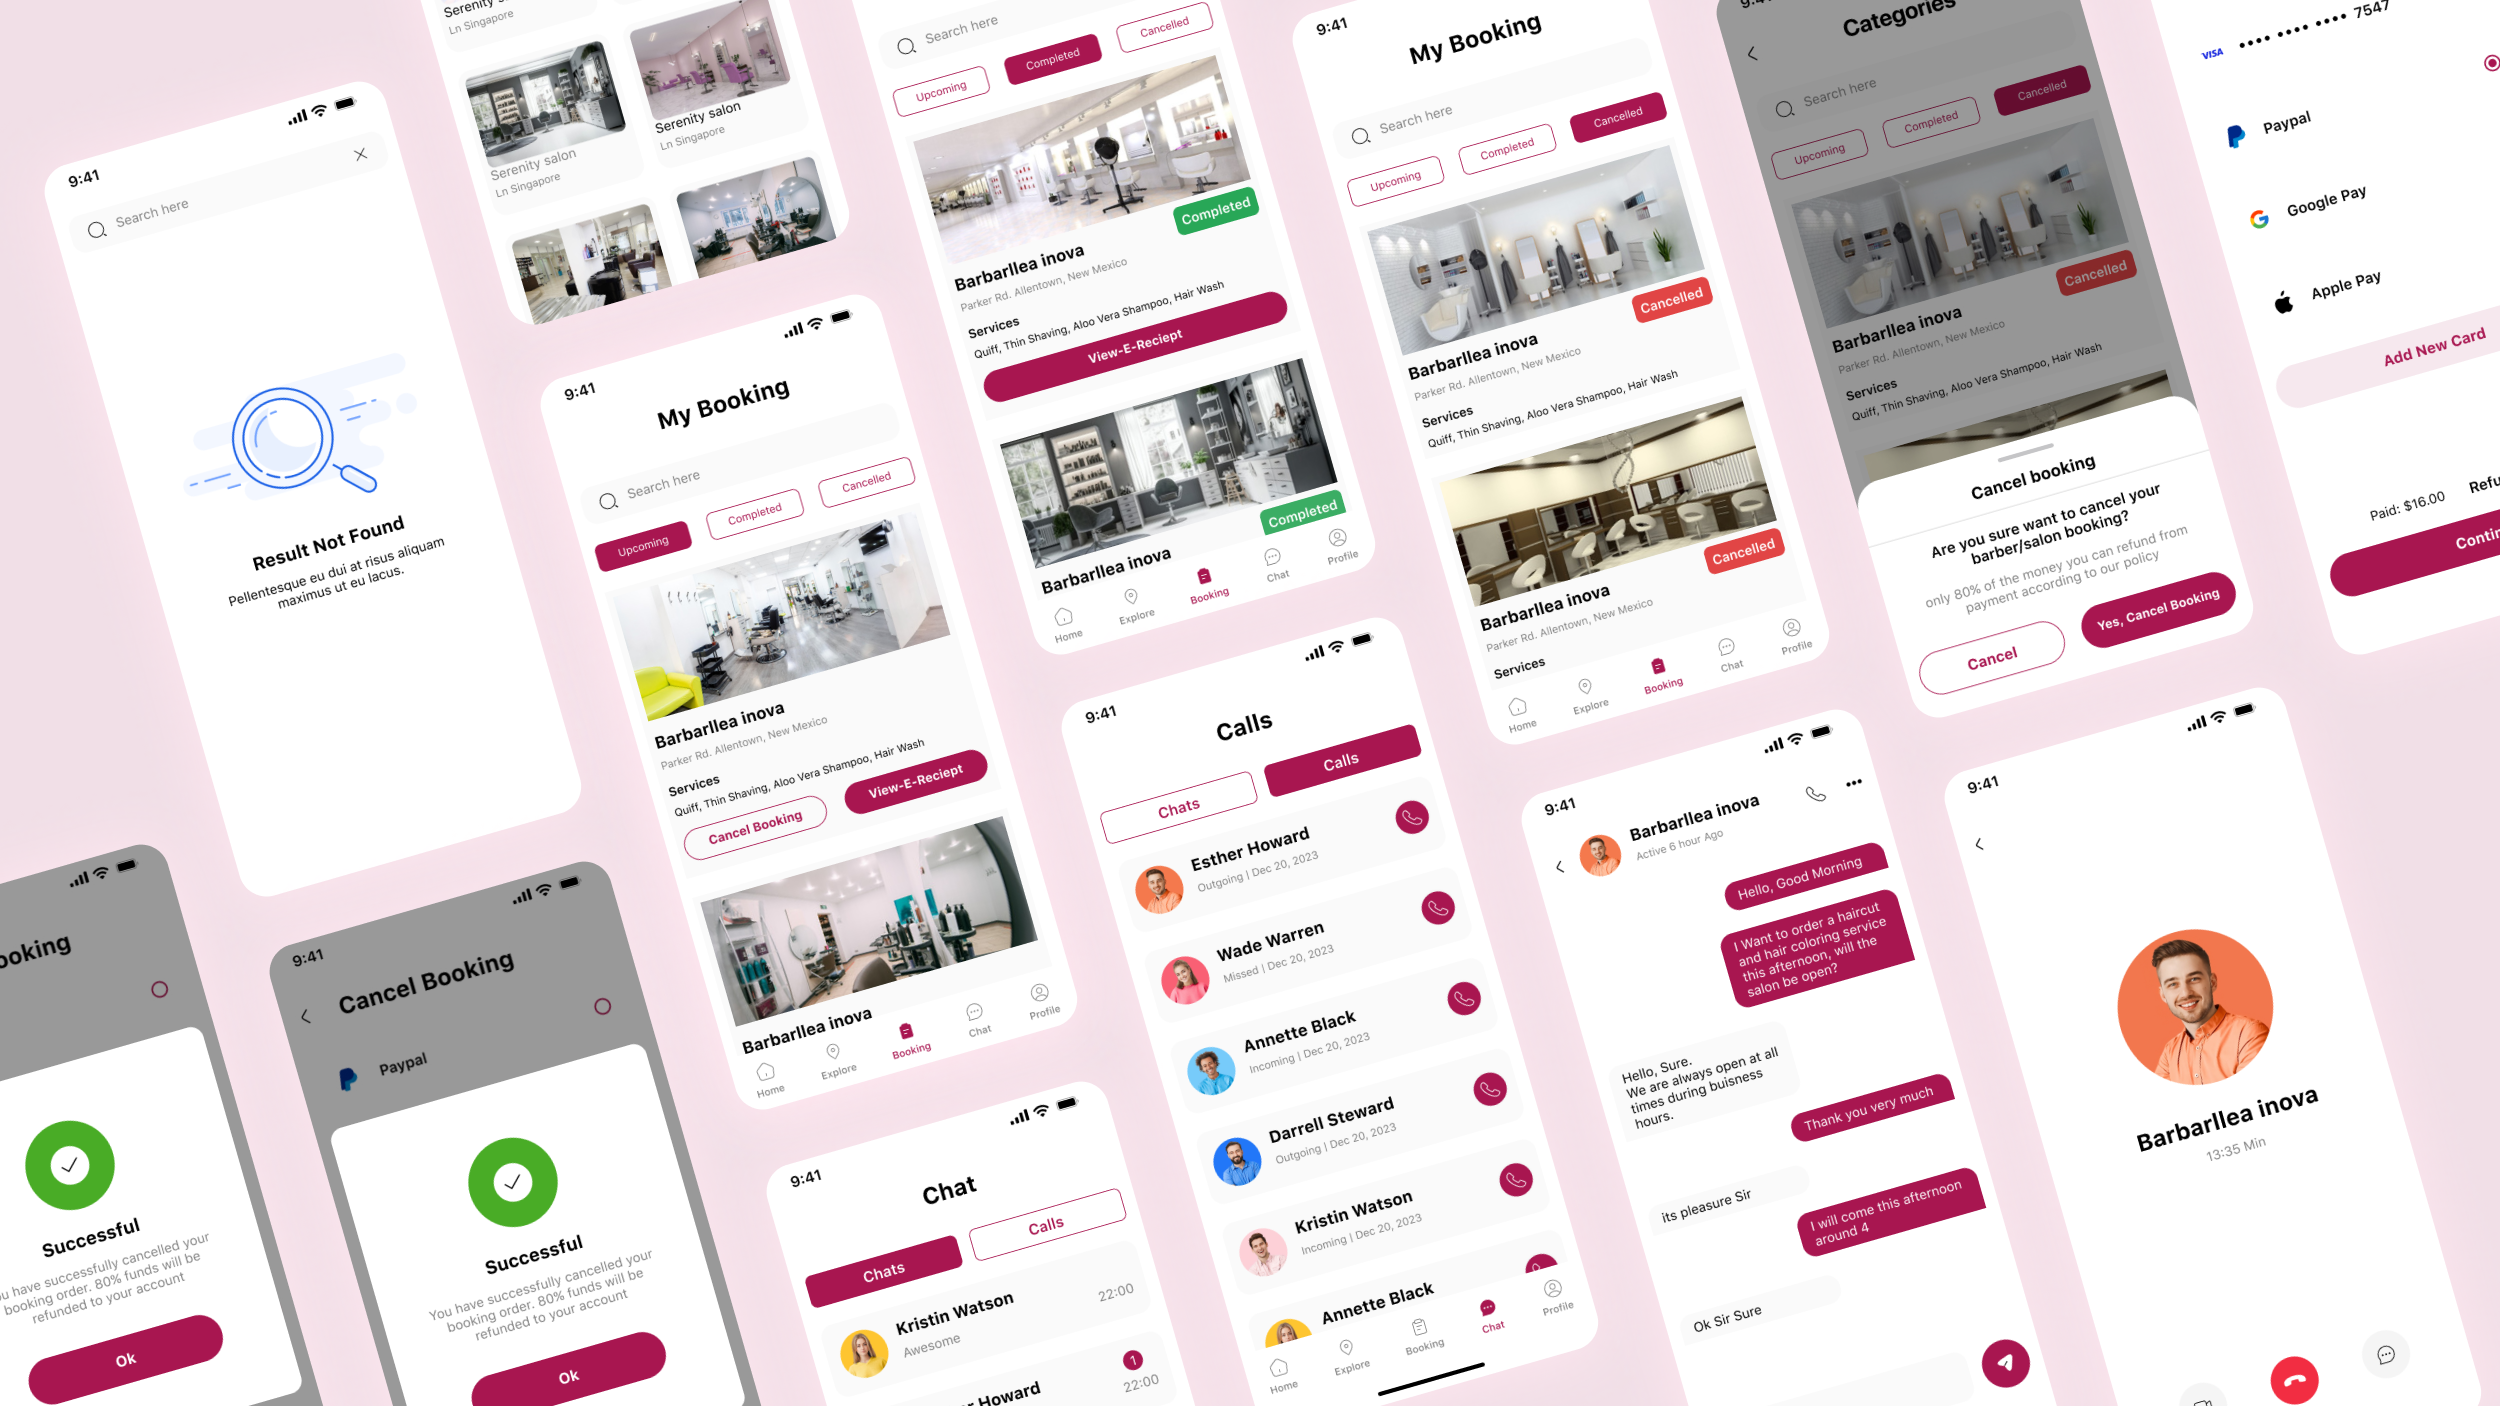 9:41
Search here
Result Not Found
Pellentesque eu dui at risus aliquam
maximus ut eu lacus.
Serenity salon
Ln Singapore
Serenity salon
Ln Singapore
Serenity salon
Ln Singapore
9:41
My Booking
Search here
Upcoming
Completed
Cancelled
Barbarllea inova
Parker Rd. Allentown, New Mexico
Services
Quiff, Thin Shaving, Aloo Vera Shampoo, Hair Wash
Cancel Booking
View-E-Reciept
Barbarllea inova
Home
Explore
Booking
Chat
Profile
Search here
Upcoming
Completed
Cancelled
Completed
Barbarllea inova
Parker Rd. Allentown, New Mexico
Services
Quiff, Thin Shaving, Aloo Vera Shampoo, Hair Wash
View-E-Reciept
Completed
Barbarllea inova
Home
Explore
Booking
Chat
Profile
9:41
My Booking
Search here
Upcoming
Completed
Cancelled
Cancelled
Barbarllea inova
Parker Rd. Allentown, New Mexico
Services
Quiff, Thin Shaving, Aloo Vera Shampoo, Hair Wash
Cancelled
Barbarllea inova
Parker Rd. Allentown, New Mexico
Services
Home
Explore
Booking
Chat
Profile
Categories
Search here
Upcoming
Completed
Cancelled
Cancelled
Barbarllea inova
Parker Rd. Allentown, New Mexico
Services
Quiff, Thin Shaving, Aloo Vera Shampoo, Hair Wash
Cancel booking
Are you sure want to cancel your
barber/salon booking?
only 80% of the money you can refund from
payment according to our policy
Cancel
Yes, Cancel Booking
VISA
•••• •••• •••• 7547
Paypal
Google Pay
Apple Pay
Add New Card
Paid: $16.00
Refu
Contin
ooking
Successful
ou have successfully cancelled your
booking order. 80% funds will be
refunded to your account
Ok
9:41
Cancel Booking
Paypal
Successful
You have successfully cancelled your
booking order. 80% funds will be
refunded to your account
Ok
9:41
Chat
Chats
Calls
Kristin Watson
Awesome
22:00
r Howard
1
22:00
9:41
Calls
Chats
Calls
Esther Howard
Outgoing | Dec 20, 2023
Wade Warren
Missed | Dec 20, 2023
Annette Black
Incoming | Dec 20, 2023
Darrell Steward
Outgoing | Dec 20, 2023
Kristin Watson
Incoming | Dec 20, 2023
Annette Black
Home
Explore
Booking
Chat
Profile
9:41
Barbarllea inova
Active 6 hour Ago
Hello, Good Morning
I Want to order a haircut
and hair coloring service
this afternoon, will the
salon be open?
Hello, Sure.
We are always open at all
times during buisness
hours.
Thank you very much
its pleasure Sir
I will come this afternoon
around 4
Ok Sir Sure
9:41
Barbarllea inova
13:35 Min